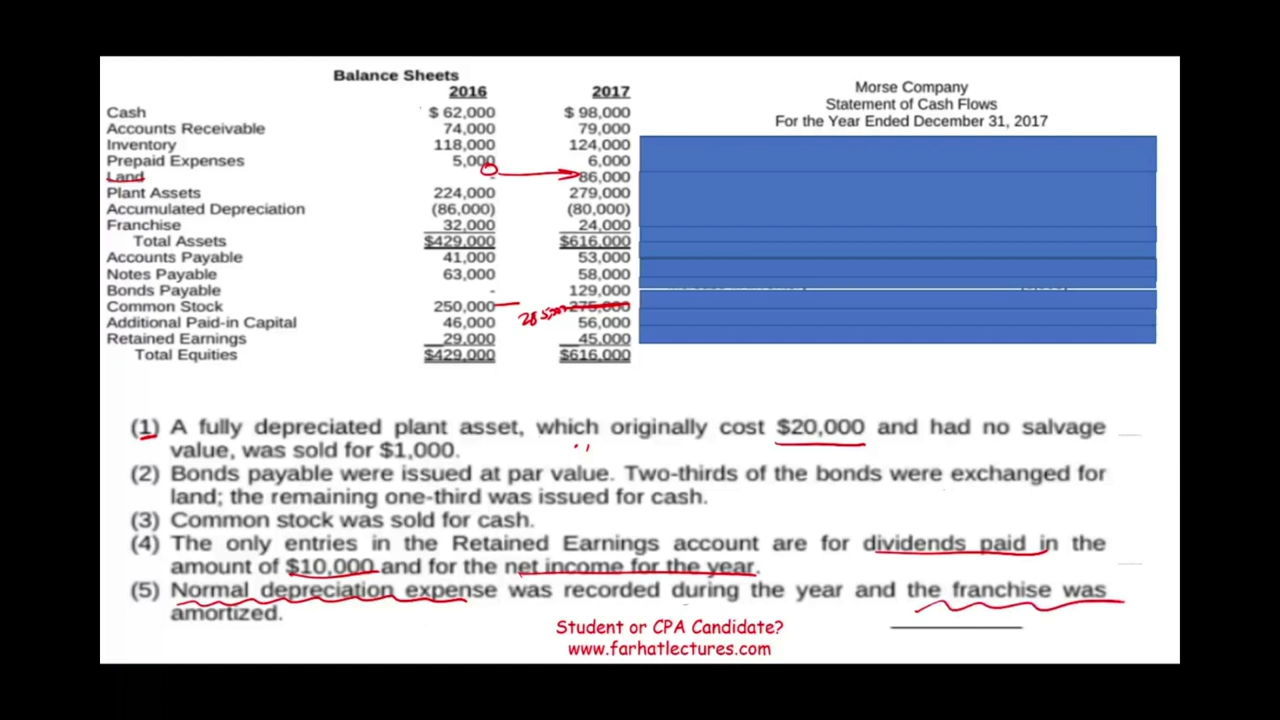 Balance Sheets
2016 2017
Cash $ 62,000 $ 98,000
Accounts Receivable 74,000 79,000
Inventory 118,000 124,000
Prepaid Expenses 5,000 6,000
Land - 86,000
Plant Assets 224,000 279,000
Accumulated Depreciation (86,000) (80,000)
Franchise 32,000 24,000
Total Assets $429,000 $616,000
Accounts Payable 41,000 53,000
Notes Payable 63,000 58,000
Bonds Payable - 129,000
Common Stock 250,000 275,000
Additional Paid-in Capital 46,000 56,000
Retained Earnings 29,000 45,000
Total Equities $429,000 $616,000
Morse Company
Statement of Cash Flows
For the Year Ended December 31, 2017
(1) A fully depreciated plant asset, which originally cost $20,000 and had no salvage
value, was sold for $1,000.
(2) Bonds payable were issued at par value. Two-thirds of the bonds were exchanged for
land; the remaining one-third was issued for cash.
(3) Common stock was sold for cash.
(4) The only entries in the Retained Earnings account are for dividends paid in the
amount of $10,000 and for the net income for the year.
(5) Normal depreciation expense was recorded during the year and the franchise was
amortized.
Student or CPA Candidate?
www.farhatlectures.com